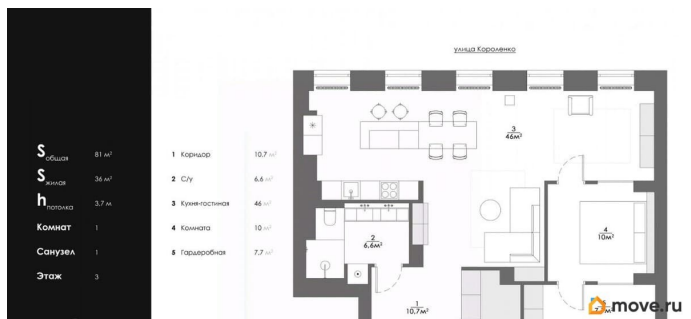 улица Короленко
S общая 81 м²
S жилая 36 м²
h потолка 3.7 м
Комнат 1
Санузел 1
Этаж 3
1 Коридор 10.7 м²
2 С/у 6.6 м²
3 Кухня-гостиная 46 м²
4 Комната 10 м²
5 Гардеробная 7.7 м²
3
46м²
4
10м²
2
6,6м²
1
10,7м²
move.ru